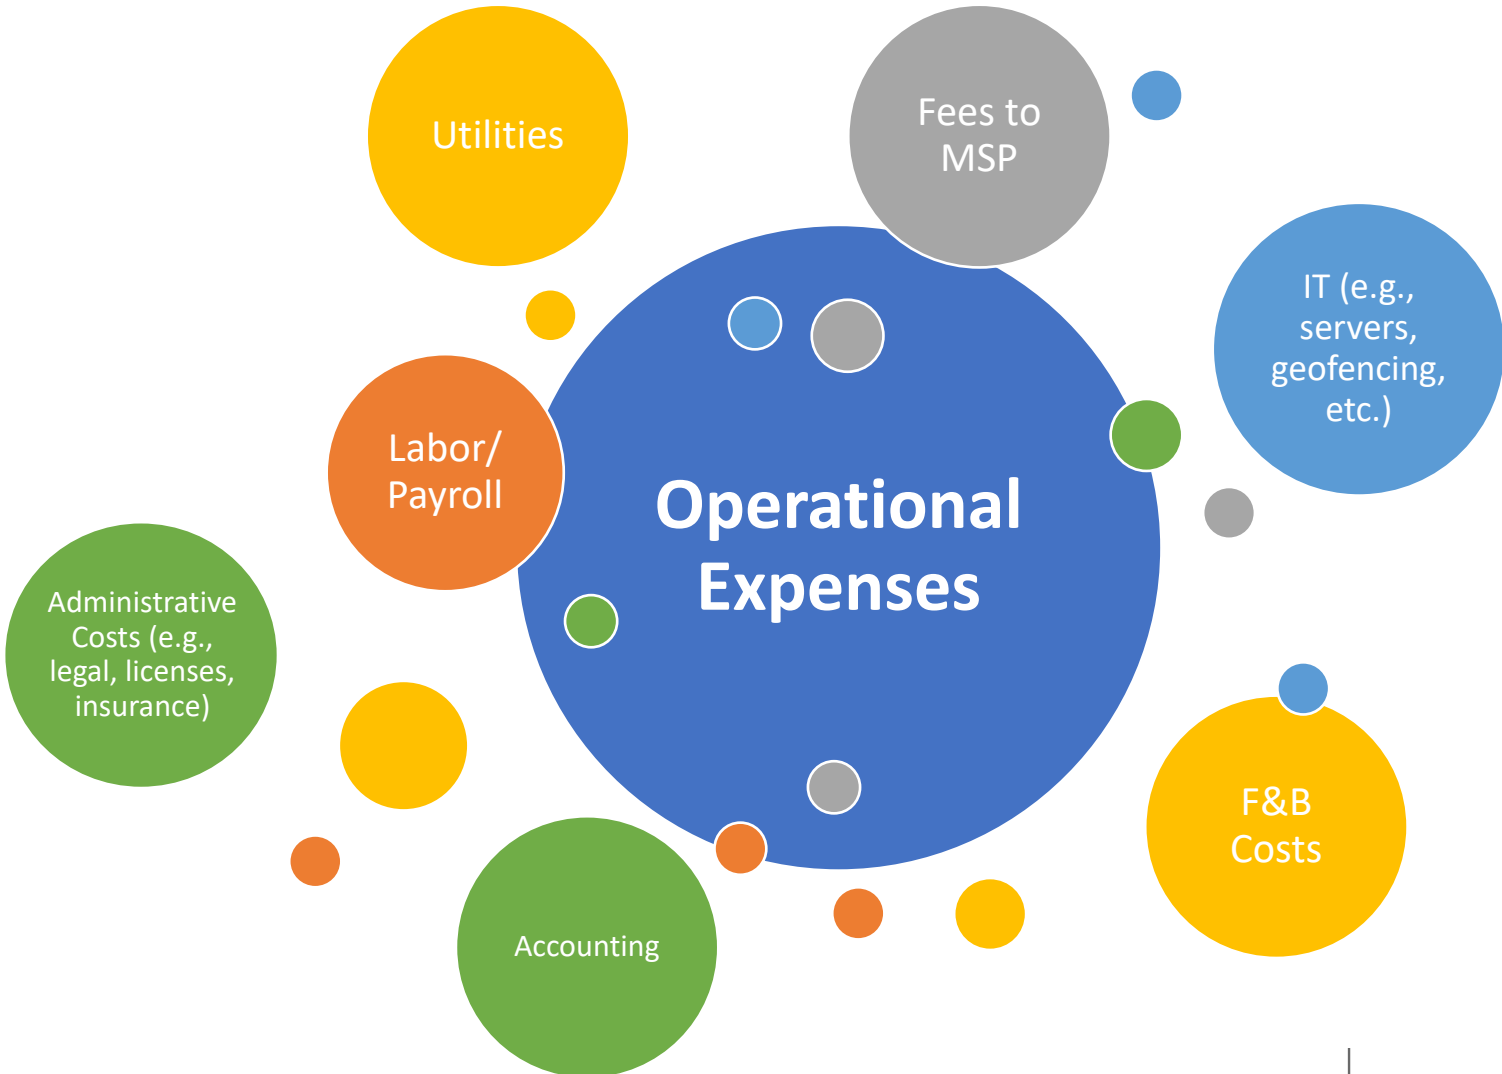 Utilities
Fees to
MSP
IT (e.g.,
servers,
geofencing,
etc.)
Labor/
Payroll
Operational
Expenses
Administrative
Costs (e.g.,
legal, licenses,
insurance)
F&B
Costs
Accounting